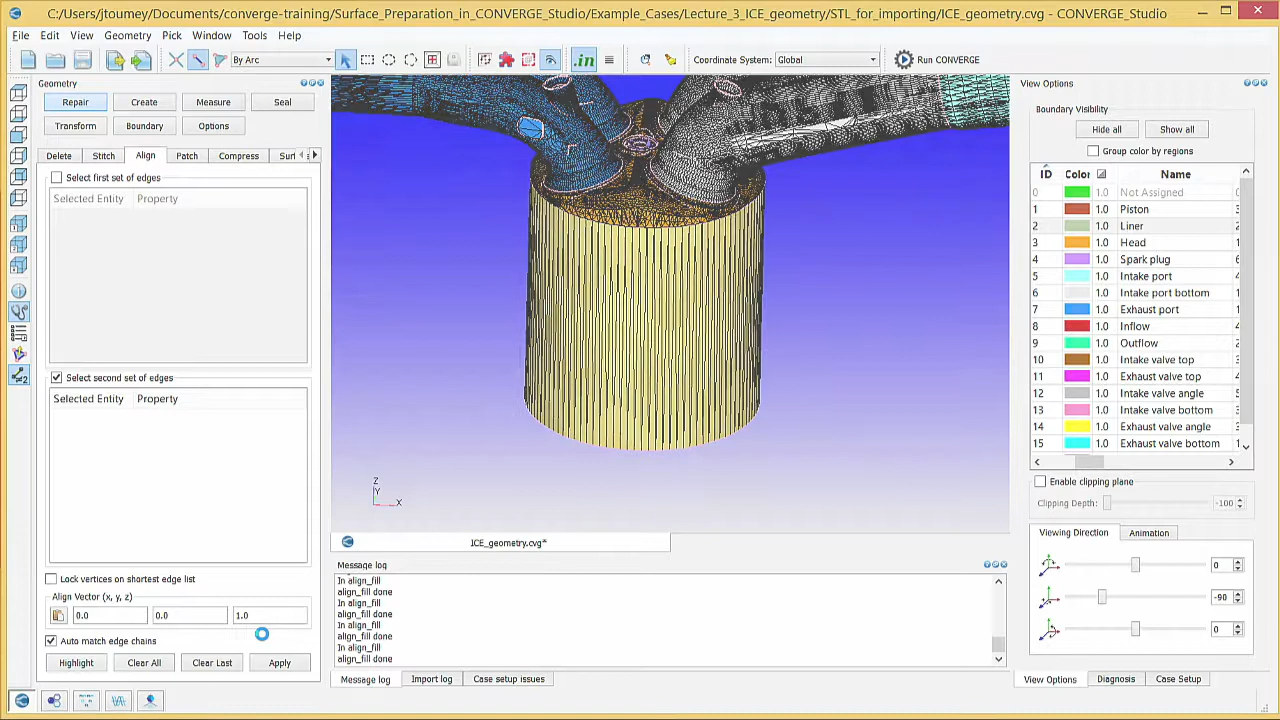 C:/Users/jtoumey/Documents/converge-training/Surface_Preparation_in_CONVERGE_Studio/Example_Cases/Lecture_3_ICE_geometry/STL_for_importing/ICE_geometry.cvg - CONVERGE_Studio
File Edit View Geometry Pick Window Tools Help
By Arc .in Coordinate System: Global Run CONVERGE
Geometry
Repair Create Measure Seal
Transform Boundary Options
Delete Stitch Align Patch Compress
Select first set of edges
Selected Entity Property
Select second set of edges
Selected Entity Property
Lock vertices on shortest edge list
Align Vector (x, y, z)
0.0 0.0 1.0
Auto match edge chains
Highlight Clear All Clear Last Apply
Z
Y
X
ICE_geometry.cvg*
Message log
In align_fill
align_fill done
In align_fill
align_fill done
In align_fill
align_fill done
In align_fill
align_fill done
Message log Import log Case setup issues
View Options
Boundary Visibility
Hide all Show all
Group color by regions
ID Color Name
0 1.0 Not Assigned
1 1.0 Piston
2 1.0 Liner
3 1.0 Head
4 1.0 Spark plug
5 1.0 Intake port
6 1.0 Intake port bottom
7 1.0 Exhaust port
8 1.0 Inflow
9 1.0 Outflow
10 1.0 Intake valve top
11 1.0 Exhaust valve top
12 1.0 Intake valve angle
13 1.0 Intake valve bottom
14 1.0 Exhaust valve angle
15 1.0 Exhaust valve bottom
Enable clipping plane
Clipping Depth: -100
Viewing Direction Animation
0
-90
0
View Options Diagnosis Case Setup